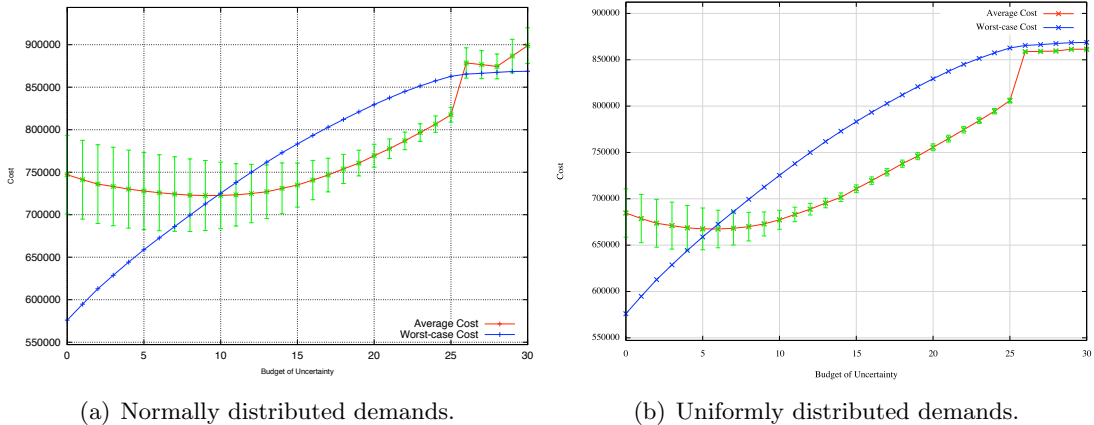 900000
850000
800000
750000
700000
650000
600000
550000
Cost
0 5 10 15 20 25 30
Budget of Uncertainty
Average Cost
Worst-case Cost
(a) Normally distributed demands.
900000
850000
800000
750000
700000
650000
600000
550000
Cost
Average Cost
Worst-case Cost
0 5 10 15 20 25 30
Budget of Uncertainty
(b) Uniformly distributed demands.